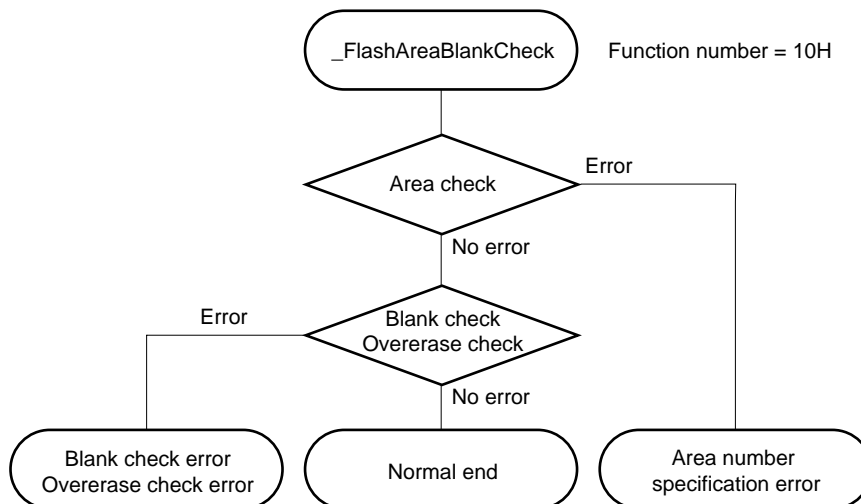 _FlashAreaBlankCheck
Function number = 10H
Area check
Error
No error
Error
Blank check
Overerase check
No error
Blank check error
Overerase check error
Normal end
Area number
specification error